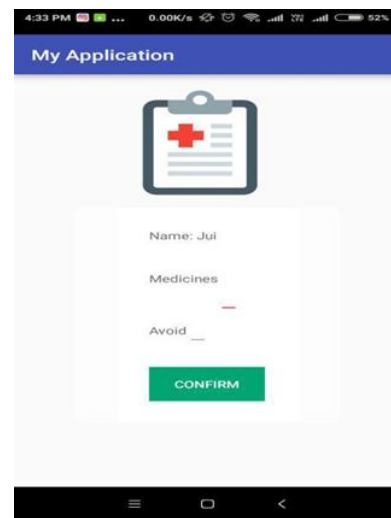 4:33 PM ... 0.00K/s 52%
My Application
Name: Jui
Medicines
Avoid
CONFIRM